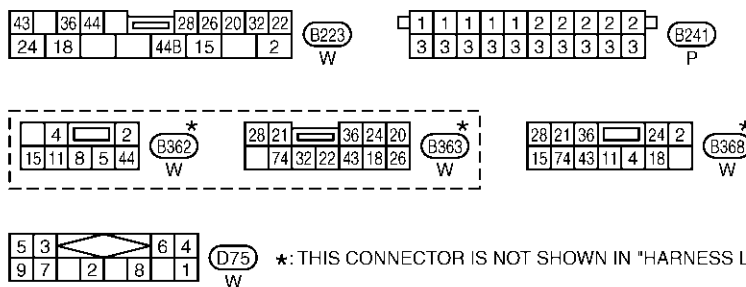 43 36 44 28 26 20 32 22
24 18 44B 15 2
B223
W
1 1 1 1 1 2 2 2 2 2
3 3 3 3 3 3 3 3 3 3
B241
P
4 2
15 11 8 5 44
B362
*
W
28 21 36 24 20
74 32 22 43 18 26
B363
*
W
28 21 36 24 2
15 74 43 11 4 18
B368
*
W
5 3 6 4
9 7 2 8 1
D75
W
*: THIS CONNECTOR IS NOT SHOWN IN "HARNESS L